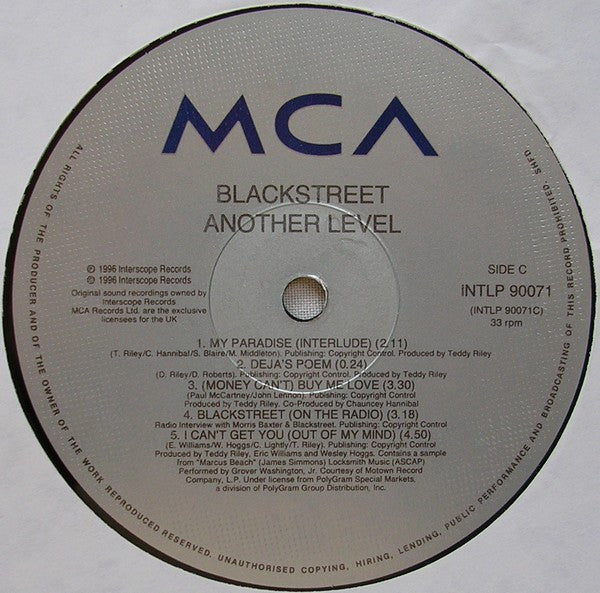 MCA
BLACKSTREET
ANOTHER LEVEL
℗ 1996 Interscope Records
© 1996 Interscope Records
Original sound recordings owned by
Interscope Records
MCA Records Ltd. are the exclusive
licensees for the UK
SIDE C
INTLP 90071
(INTLP 90071C)
33 rpm
1. MY PARADISE (INTERLUDE) (2.11)
(T. Riley/C. Hannibal/S. Blaire/M. Middleton). Publishing: Copyright Control. Produced by Teddy Riley
2. DEJA'S POEM (0.24)
(D. Riley/D. Roberts). Publishing: Copyright Control. Produced by Teddy Riley
3. (MONEY CAN'T) BUY ME LOVE (3.30)
(Paul McCartney/John Lennon). Publishing: Copyright Control.
Produced by Teddy Riley. Co-Produced by Chauncey Hannibal
4. BLACKSTREET (ON THE RADIO) (3.18)
Radio Interview with Morris Baxter & Blackstreet. Publishing: Copyright Control
5. I CAN'T GET YOU (OUT OF MY MIND) (4.50)
(E. Williams/W. Hoggs/C. Lightly/T. Riley). Publishing: Copyright Control.
Produced by Teddy Riley, Eric Williams and Wesley Hoggs. Contains a sample
from "Marcus Beach" (James Simmons) Locksmith Music (ASCAP)
Performed by Grover Washington, Jr. Courtesy of Motown Record
Company, L.P. Under license from PolyGram Special Markets,
a division of PolyGram Group Distribution, Inc.
ALL RIGHTS OF THE PRODUCER AND OF THE OWNER OF THE WORK REPRODUCED RESERVED. UNAUTHORISED COPYING, HIRING, LENDING, PUBLIC PERFORMANCE AND BROADCASTING OF THIS RECORD PROHIBITED. SHFD